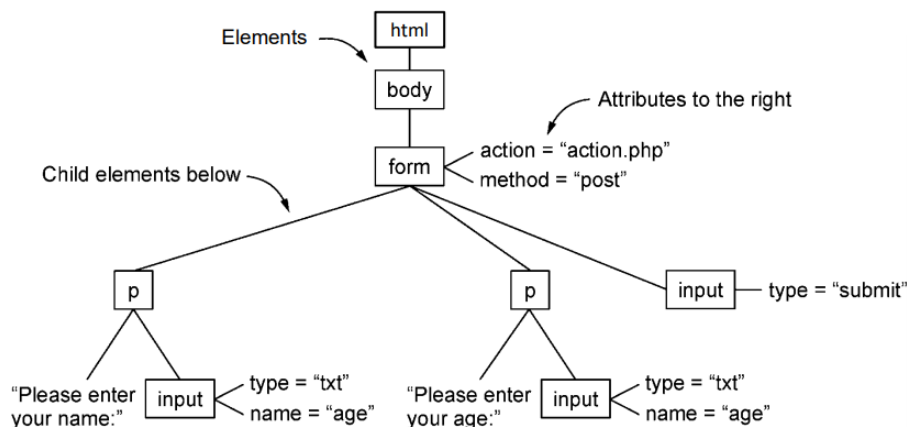 html
Elements
body
Attributes to the right
form
action = “action.php”
method = “post”
Child elements below
p
p
input
type = “submit”
“Please enter
your name:”
input
type = “txt”
name = “age”
“Please enter
your age:”
input
type = “txt”
name = “age”